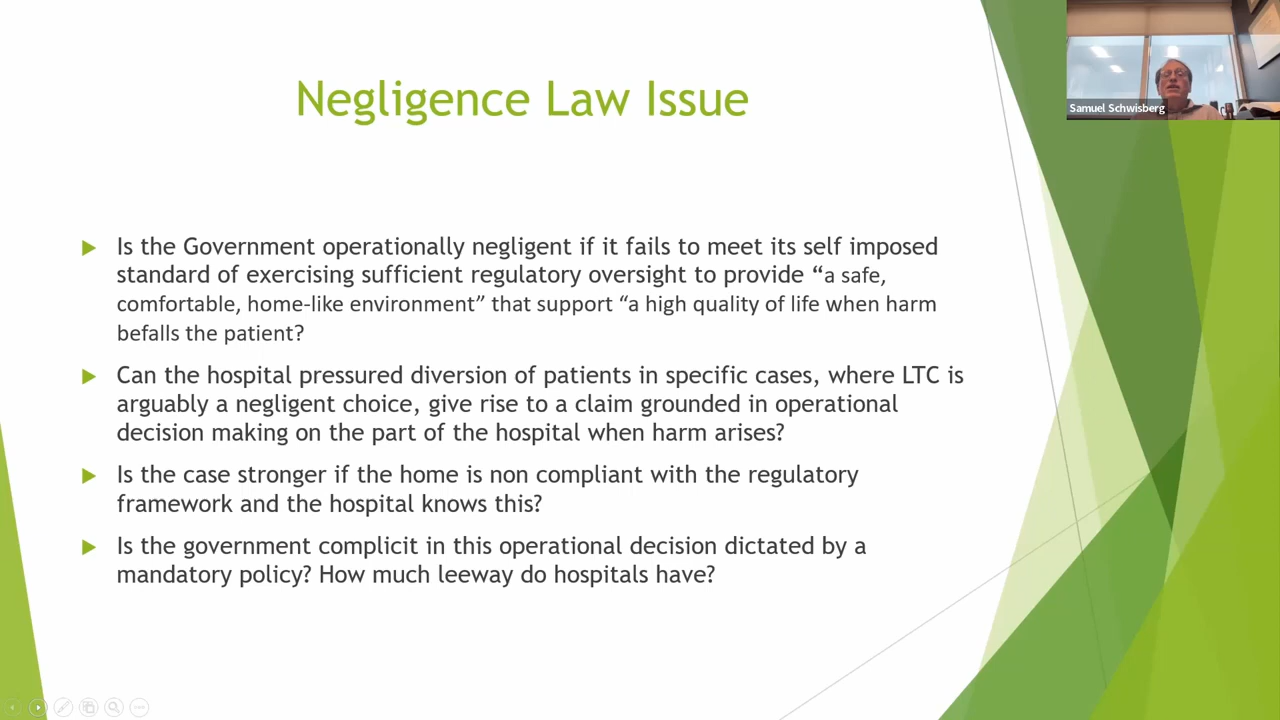 Negligence Law Issue
Samuel Schwisberg
Is the Government operationally negligent if it fails to meet its self imposed
standard of exercising sufficient regulatory oversight to provide “a safe,
comfortable, home-like environment” that support “a high quality of life when harm
befalls the patient?
Can the hospital pressured diversion of patients in specific cases, where LTC is
arguably a negligent choice, give rise to a claim grounded in operational
decision making on the part of the hospital when harm arises?
Is the case stronger if the home is non compliant with the regulatory
framework and the hospital knows this?
Is the government complicit in this operational decision dictated by a
mandatory policy? How much leeway do hospitals have?